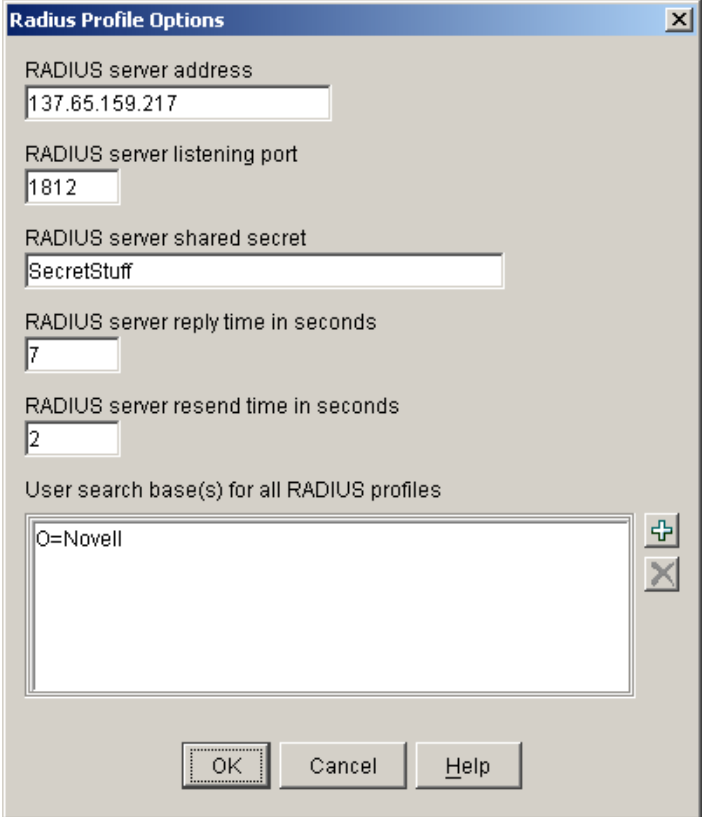 Radius Profile Options
RADIUS server address
137.65.159.217
RADIUS server listening port
1812
RADIUS server shared secret
SecretStuff
RADIUS server reply time in seconds
7
RADIUS server resend time in seconds
2
User search base(s) for all RADIUS profiles
O=Novell
OK Cancel Help